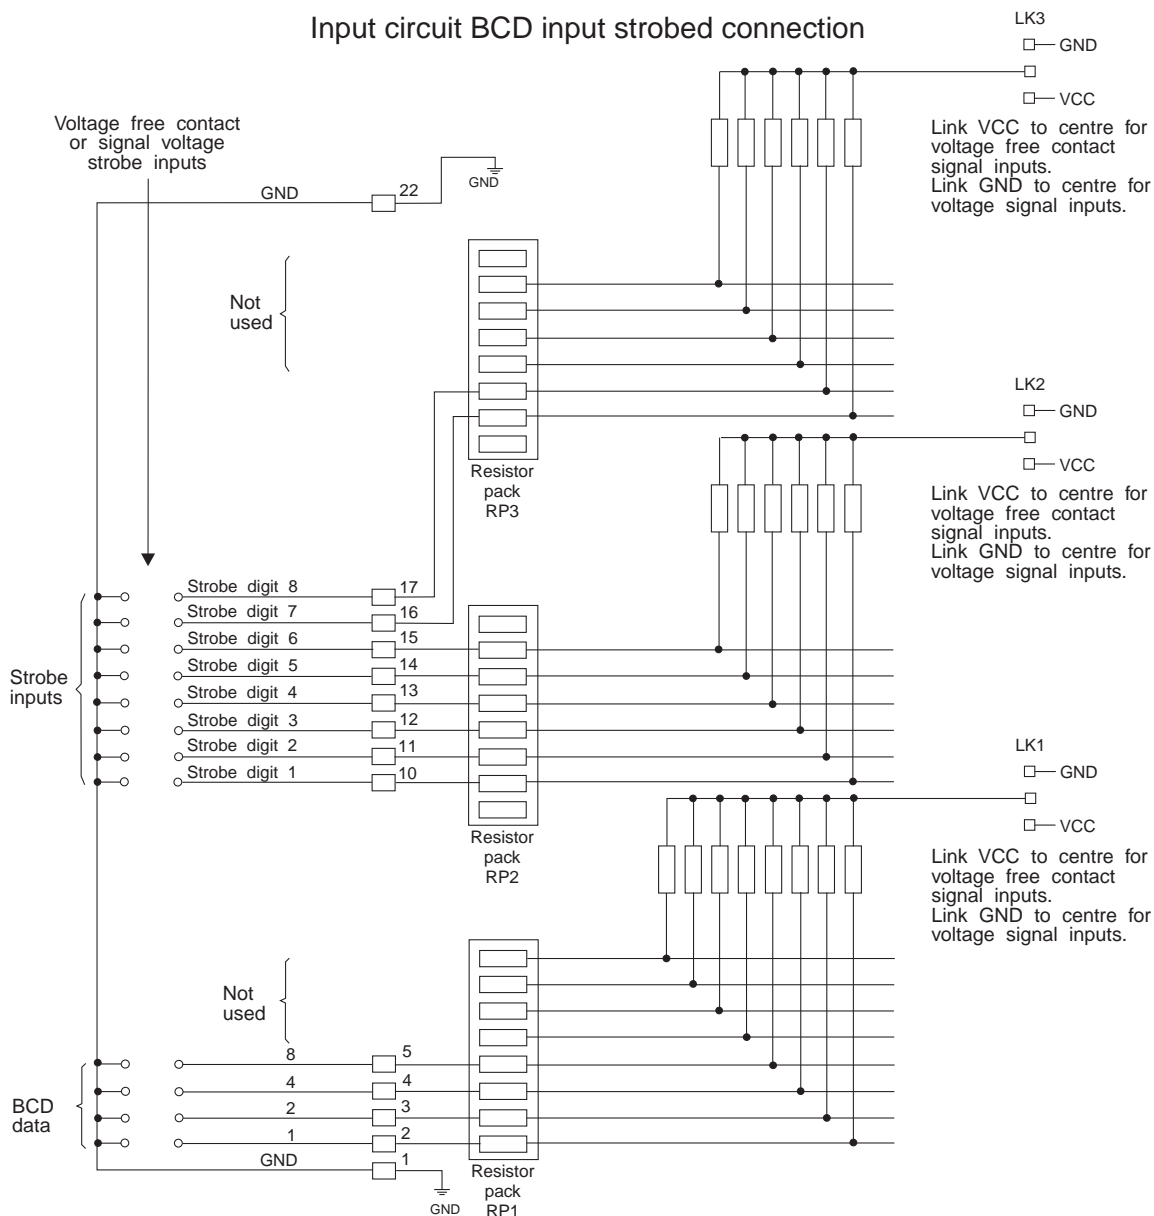 Input circuit BCD input strobed connection
LK3
GND
VCC
Link VCC to centre for
voltage free contact
signal inputs.
Link GND to centre for
voltage signal inputs.
Voltage free contact
or signal voltage
strobe inputs
GND
22
GND
Not
used
Resistor
pack
RP3
LK2
GND
VCC
Link VCC to centre for
voltage free contact
signal inputs.
Link GND to centre for
voltage signal inputs.
Strobe
inputs
Strobe digit 8
17
Strobe digit 7
16
Strobe digit 6
15
Strobe digit 5
14
Strobe digit 4
13
Strobe digit 3
12
Strobe digit 2
11
Strobe digit 1
10
Resistor
pack
RP2
LK1
GND
VCC
Link VCC to centre for
voltage free contact
signal inputs.
Link GND to centre for
voltage signal inputs.
Not
used
BCD
data
8
5
4
4
2
3
1
2
GND
1
GND
Resistor
pack
RP1